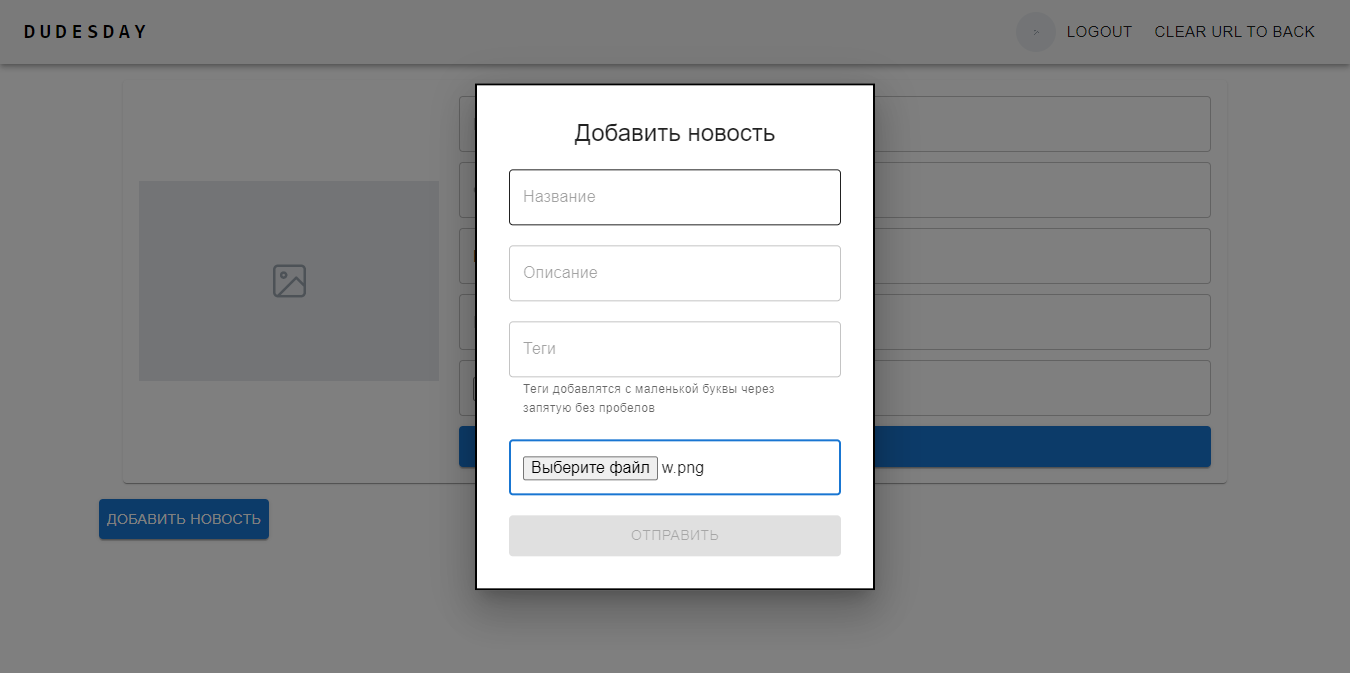 DUDESDAY
>
LOGOUT
CLEAR URL TO BACK
Добавить новость
Название
Описание
Теги
Теги добавлятся с маленькой буквы через
запятую без пробелов
Выберите файл w.png
ОТПРАВИТЬ
ДОБАВИТЬ НОВОСТЬ